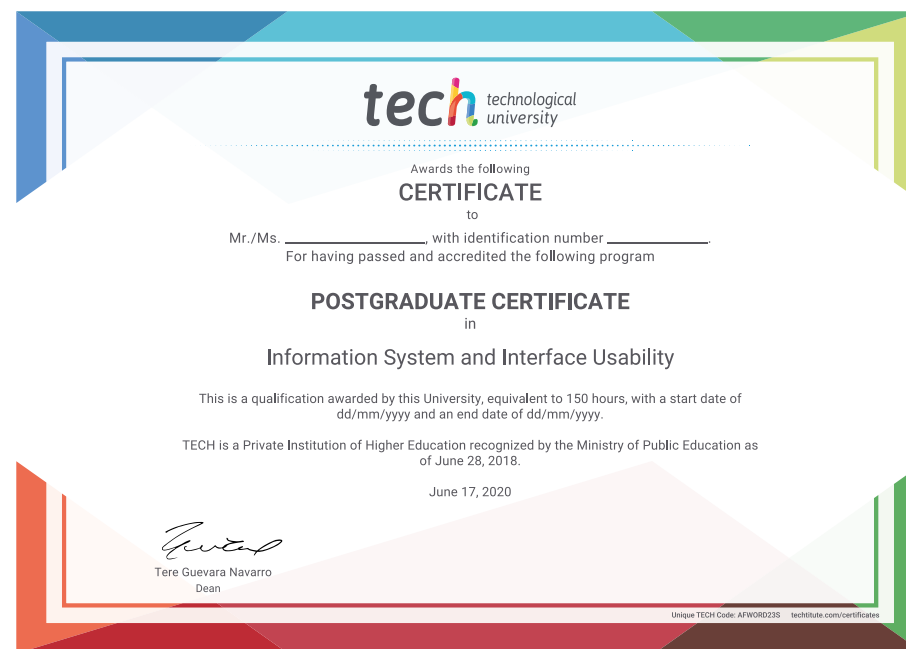 tech technological
university
Awards the following
CERTIFICATE
to
Mr./Ms. ____________________, with identification number ______________.
For having passed and accredited the following program
POSTGRADUATE CERTIFICATE
in
Information System and Interface Usability
This is a qualification awarded by this University, equivalent to 150 hours, with a start date of
dd/mm/yyyy and an end date of dd/mm/yyyy.
TECH is a Private Institution of Higher Education recognized by the Ministry of Public Education as
of June 28, 2018.
June 17, 2020
Tere Guevara Navarro
Dean
Unique TECH Code: AFWORD23S techtitute.com/certificates